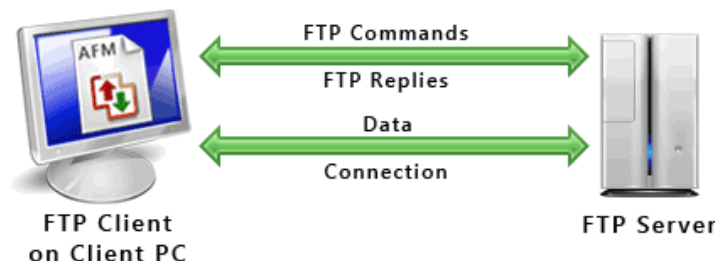 AFM
FTP Commands
FTP Replies
Data
Connection
FTP Client
on Client PC
FTP Server